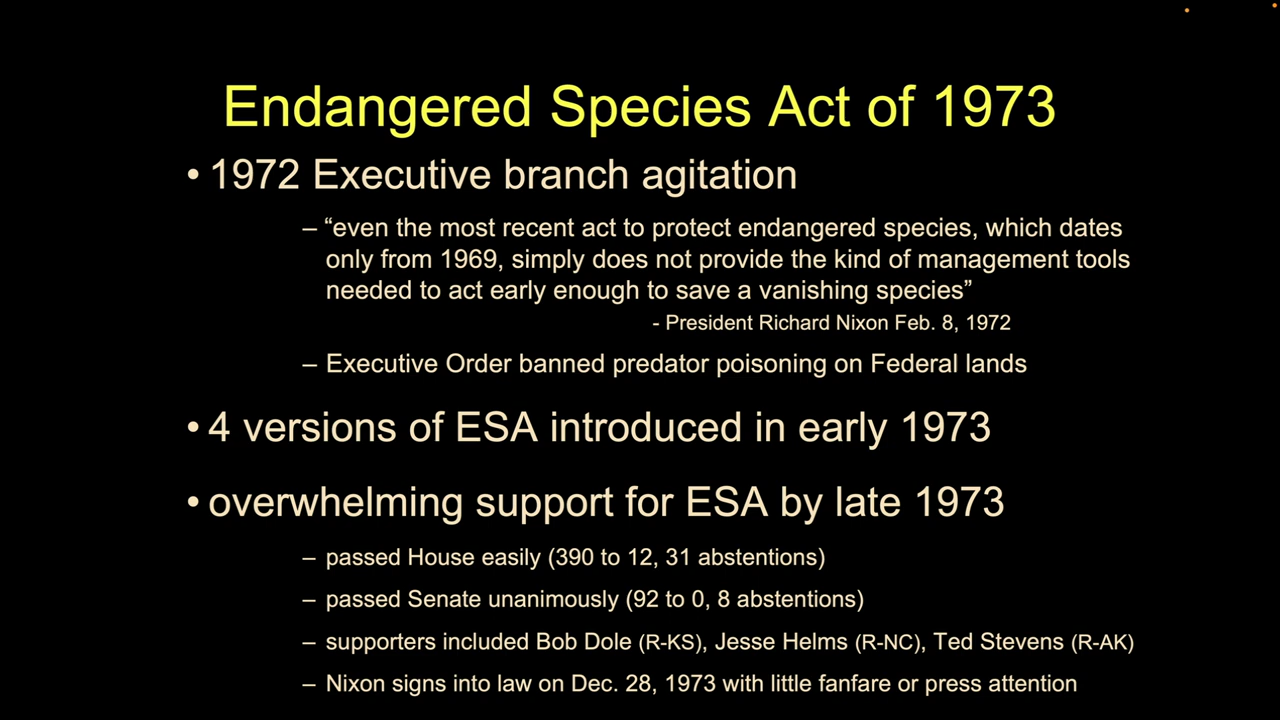 Endangered Species Act of 1973
• 1972 Executive branch agitation
– “even the most recent act to protect endangered species, which dates
only from 1969, simply does not provide the kind of management tools
needed to act early enough to save a vanishing species”
- President Richard Nixon Feb. 8, 1972
– Executive Order banned predator poisoning on Federal lands
• 4 versions of ESA introduced in early 1973
• overwhelming support for ESA by late 1973
– passed House easily (390 to 12, 31 abstentions)
– passed Senate unanimously (92 to 0, 8 abstentions)
– supporters included Bob Dole (R-KS), Jesse Helms (R-NC), Ted Stevens (R-AK)
– Nixon signs into law on Dec. 28, 1973 with little fanfare or press attention